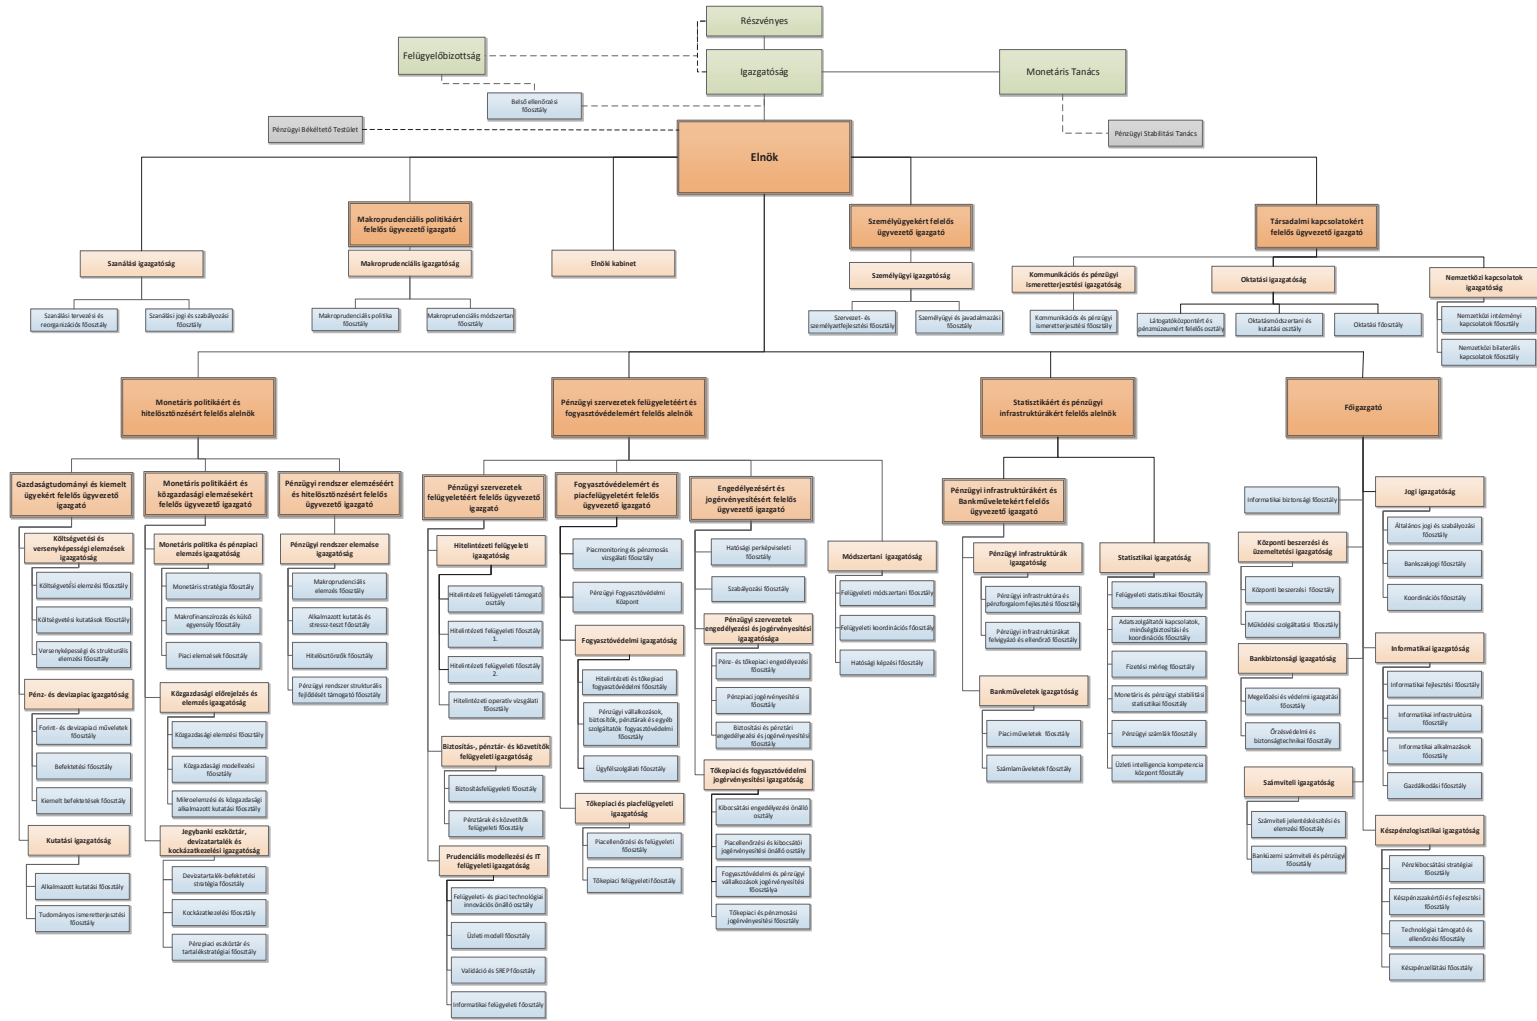 Részvényes
Felügyelőbizottság
Igazgatóság
Monetáris Tanács
Belső ellenőrzési
főosztály
Pénzügyi Békéltető Testület
Pénzügyi Stabilitási Tanács
Elnök
Makroprudenciális politikáért
felelős ügyvezető igazgató
Személyügyekért felelős
ügyvezető igazgató
Társadalmi kapcsolatokért
felelős ügyvezető igazgató
Szanálási igazgatóság
Makroprudenciális igazgatóság
Elnöki kabinet
Személyügyi igazgatóság
Kommunikációs és pénzügyi
ismeretterjesztési igazgatóság
Oktatási igazgatóság
Nemzetközi kapcsolatok
igazgatóság
Szanálási tervezési és
reorganizációs főosztály
Szanálási jogi és szabályozási
főosztály
Makroprudenciális politika
főosztály
Makroprudenciális módszertan
főosztály
Szervezet- és
személyzetfejlesztési főosztály
Személyügyi és javadalmazási
főosztály
Kommunikációs és pénzügyi
ismeretterjesztési főosztály
Látogatóközpontért és
pénzmúzeumért felelős osztály
Oktatásmódszertani és
kutatási osztály
Oktatási főosztály
Nemzetközi intézményi
kapcsolatok főosztály
Nemzetközi bilaterális
kapcsolatok főosztály
Monetáris politikáért és
hitelösztönzésért felelős alelnök
Pénzügyi szervezetek felügyeletéért és
fogyasztóvédelemért felelős alelnök
Statisztikáért és pénzügyi
infrastruktúrákért felelős alelnök
Főigazgató
Gazdaságtudományi és kiemelt
ügyekért felelős ügyvezető
igazgató
Költségvetési és
versenyképességi elemzések
igazgatóság
Költségvetési elemzési főosztály
Költségvetési kutatások főosztály
Versenyképességi és strukturális
elemzési főosztály
Pénz- és devizapiac igazgatóság
Forint- és devizapiaci műveletek
főosztály
Befektetési főosztály
Kiemelt befektetések főosztály
Kutatási igazgatóság
Alkalmazott kutatási főosztály
Tudományos ismeretterjesztési
főosztály
Monetáris politikáért és
közgazdasági elemzésekért
felelős ügyvezető igazgató
Monetáris politika és pénzpiaci
elemzés igazgatóság
Monetáris stratégia főosztály
Makrofinanszírozás és külső
egyensúly főosztály
Piaci elemzések főosztály
Közgazdasági előrejelzés és
elemzés igazgatóság
Közgazdasági elemzési főosztály
Közgazdasági modellezési
főosztály
Mikroelemzési és közgazdasági
alkalmazott kutatási főosztály
Jegybanki eszköztár,
devizatartalék és
kockázatkezelési igazgatóság
Devizatartalék-befektetési
stratégia főosztály
Kockázatkezelési főosztály
Pénzpiaci eszköztár és
tartalékstratégiai főosztály
Pénzügyi rendszer elemzéséért
és hitelösztönzésért felelős
ügyvezető igazgató
Pénzügyi rendszer elemzése
igazgatóság
Makroprudenciális
elemzés főosztály
Alkalmazott kutatás és
stressz-teszt főosztály
Hitelösztönzők főosztály
Pénzügyi rendszer strukturális
fejlődését támogató főosztály
Pénzügyi szervezetek
felügyeletéért felelős ügyvezető
igazgató
Hitelintézeti felügyeleti
igazgatóság
Hitelintézeti felügyeleti támogató
osztály
Hitelintézeti felügyeleti főosztály
1.
Hitelintézeti felügyeleti főosztály
2.
Hitelintézeti operatív vizsgálati
főosztály
Biztosítás-, pénztár- és közvetítők
felügyeleti igazgatóság
Biztosításfelügyeleti főosztály
Pénztárak és közvetítők
felügyeleti főosztály
Prudenciális modellezési és IT
felügyeleti igazgatóság
Felügyeleti- és piaci technológiai
innovációs önálló osztály
Üzleti modell főosztály
Validáció és SREP főosztály
Informatikai felügyeleti főosztály
Fogyasztóvédelemért és
piacfelügyeletért felelős
ügyvezető igazgató
Piacmonitoring és pénzmosás
vizsgálati főosztály
Pénzügyi Fogyasztóvédelmi
Központ
Fogyasztóvédelmi igazgatóság
Hitelintézeti és tőkepiaci
fogyasztóvédelmi főosztály
Pénzügyi vállalkozások,
biztosítók, pénztárak és egyéb
szolgáltatók fogyasztóvédelmi
főosztály
Ügyfélszolgálati főosztály
Tőkepiaci és piacfelügyeleti
igazgatóság
Piacellenőrzési és felügyeleti
főosztály
Tőkepiaci felügyeleti főosztály
Engedélyezésért és
jogérvényesítésért felelős
ügyvezető igazgató
Hatósági perképviseleti
főosztály
Szabályozási főosztály
Pénzügyi szervezetek
engedélyezési és jogérvényesítési
igazgatósága
Pénz- és tőkepiaci engedélyezési
főosztály
Pénzpiaci jogérvényesítési
főosztály
Biztosítási és pénztári
engedélyezési és jogérvényesítési
főosztály
Tőkepiaci és fogyasztóvédelmi
jogérvényesítési igazgatóság
Kibocsátási engedélyezési önálló
osztály
Piacellenőrzési és kibocsátói
jogérvényesítési önálló osztály
Fogyasztóvédelmi és pénzügyi
vállalkozások jogérvényesítési
főosztálya
Tőkepiaci és pénzmosási
jogérvényesítési főosztály
Módszertani igazgatóság
Felügyeleti módszertani főosztály
Felügyeleti koordinációs főosztály
Hatósági képzési főosztály
Pénzügyi infrastruktúrákért és
Bankműveletekért felelős
ügyvezető igazgató
Pénzügyi infrastruktúrák
igazgatóság
Pénzügyi infrastruktúra és
pénzforgalom fejlesztési főosztály
Pénzügyi infrastruktúrákat
felvigyázó és ellenőrző főosztály
Bankműveletek igazgatóság
Piaci műveletek főosztály
Számlaműveletek főosztály
Statisztikai igazgatóság
Felügyeleti statisztikai főosztály
Adatszolgáltatói kapcsolatok,
minőségbiztosítási és
koordinációs főosztály
Fizetési mérleg főosztály
Monetáris és pénzügyi stabilitási
statisztikai főosztály
Pénzügyi számlák főosztály
Üzleti intelligencia kompetencia
központ főosztály
Informatikai biztonsági főosztály
Központi beszerzési és
üzemeltetési igazgatóság
Központi beszerzési főosztály
Működési szolgáltatási főosztály
Bankbiztonsági igazgatóság
Megelőzési és védelmi igazgatási
főosztály
Őrzésvédelmi és
biztonságtechnikai főosztály
Számviteli igazgatóság
Számviteli jelentéskészítési és
elemzési főosztály
Banküzemi számviteli és pénzügyi
főosztály
Jogi igazgatóság
Általános jogi és szabályozási
főosztály
Bankszakjogi főosztály
Koordinációs főosztály
Informatikai igazgatóság
Informatikai fejlesztési főosztály
Informatikai infrastruktúra
főosztály
Informatikai alkalmazások
főosztály
Gazdálkodási főosztály
Készpénzlogisztikai igazgatóság
Pénzkibocsátási stratégiai
főosztály
Készpénzszakértői és fejlesztési
főosztály
Technológiai támogató és
ellenőrzési főosztály
Készpénzellátási főosztály